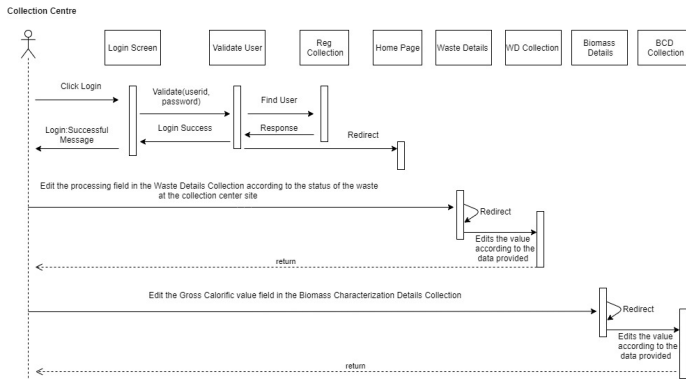 Collection Centre
Login Screen
Validate User
Reg
Collection
Home Page
Waste Details
WD Collection
Biomass
Details
BCD
Collection
Click Login
Validate(userid,
password)
Find User
Login:Successful
Message
Login Success
Response
Redirect
Edit the processing field in the Waste Details Collection according to the status of the waste
at the collection center site
Redirect
Edits the value
according to the
data provided
return
Edit the Gross Calorific value field in the Biomass Characterization Details Collection
Redirect
Edits the value
according to the
data provided
return